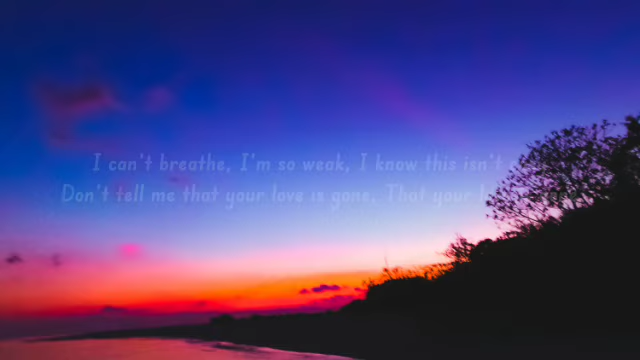 I can't breathe, I'm so weak, I know this isn't
Don't tell me that your love is gone, That your